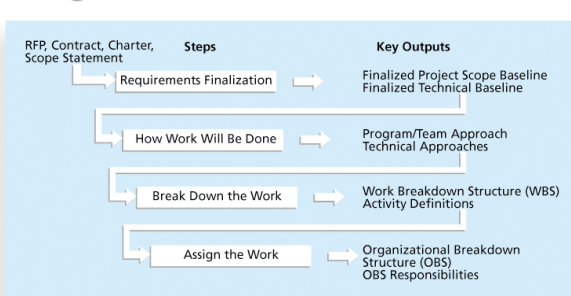 RFP, Contract, Charter,
Scope Statement
Steps
Key Outputs
Requirements Finalization
Finalized Project Scope Baseline
Finalized Technical Baseline
How Work Will Be Done
Program/Team Approach
Technical Approaches
Break Down the Work
Work Breakdown Structure (WBS)
Activity Definitions
Assign the Work
Organizational Breakdown
Structure (OBS)
OBS Responsibilities